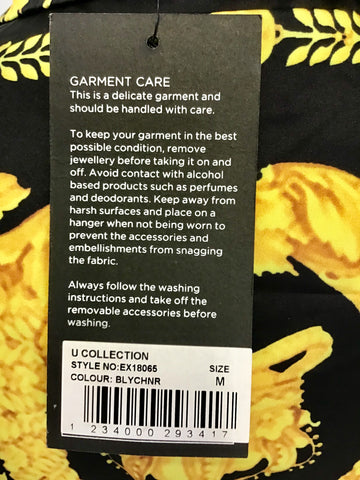 GARMENT CARE
This is a delicate garment and
should be handled with care.
To keep your garment in the best
possible condition, remove
jewellery before taking it on and
off. Avoid contact with alcohol
based products such as perfumes
and deodorants. Keep away from
harsh surfaces and place on a
hanger when not being worn to
prevent the accessories and
embellishments from snagging
the fabric.
Always follow the washing
instructions and take off the
removable accessories before
washing.
U COLLECTION
STYLE NO:EX18065 SIZE
COLOUR: BLYCHNR M
1 234000 293417